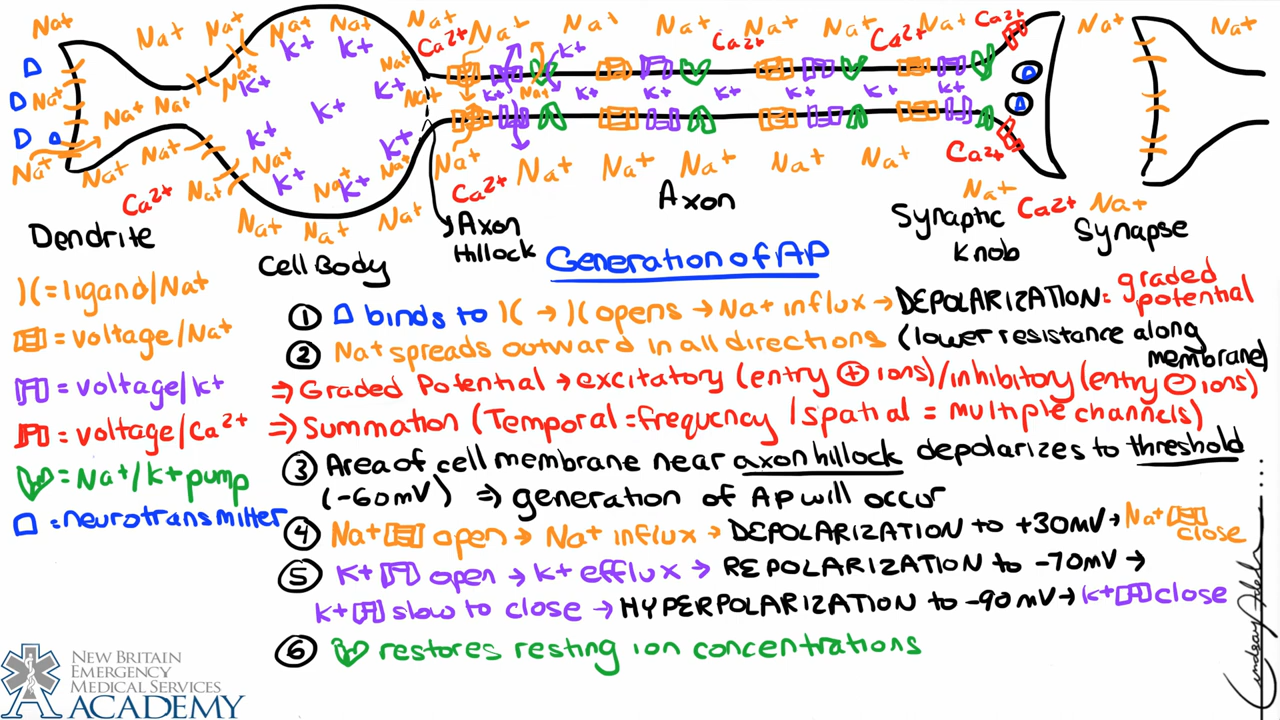 Na+ Na+ Na+ Na+ Na+ Na+ Na+ Na+ Na+ Na+ Ca2+ Na+ Na+
K+ K+ Ca2+ K+ Ca2+ Ca2+
Na+ K+ Na+
Na+ Na+ Na+ K+ K+ Na+ K+ Na+ K+ K+ K+ K+ K+
Na+ K+
Na+ Na+ K+ Na+ Na+ Na+ Na+ Na+ Na+ Ca2+
Na+ Na+ Na+ K+ Na+ K+ Na+ Ca2+ Na+
Ca2+ Na+ Na+ Na+ Ca2+ Na+
Axon
Dendrite
Cell Body
Axon
Hillock
Synaptic
Knob
Synapse
Generation of AP
)( = ligand/Na+
= voltage/Na+
= voltage/K+
= voltage/Ca2+
= Na+/K+ pump
= neurotransmitter
1 binds to )( → )( opens → Na+ influx → DEPOLARIZATION = graded potential
2 Na+ spreads outward in all directions (lower resistance along membrane)
⇒ Graded Potential → excitatory (entry + ions)/inhibitory (entry - ions)
⇒ Summation (Temporal = frequency / spatial = multiple channels)
3 Area of cell membrane near axon hillock depolarizes to threshold ...
(-60mV) ⇒ generation of AP will occur
4 Na+ open → Na+ influx → DEPOLARIZATION to +30mV → Na+ close
5 K+ open → K+ efflux → REPOLARIZATION to -70mV →
K+ slow to close → HYPERPOLARIZATION to -90mV → K+ close
6 restores resting ion concentrations
NEW BRITAIN
EMERGENCY
MEDICAL SERVICES
ACADEMY